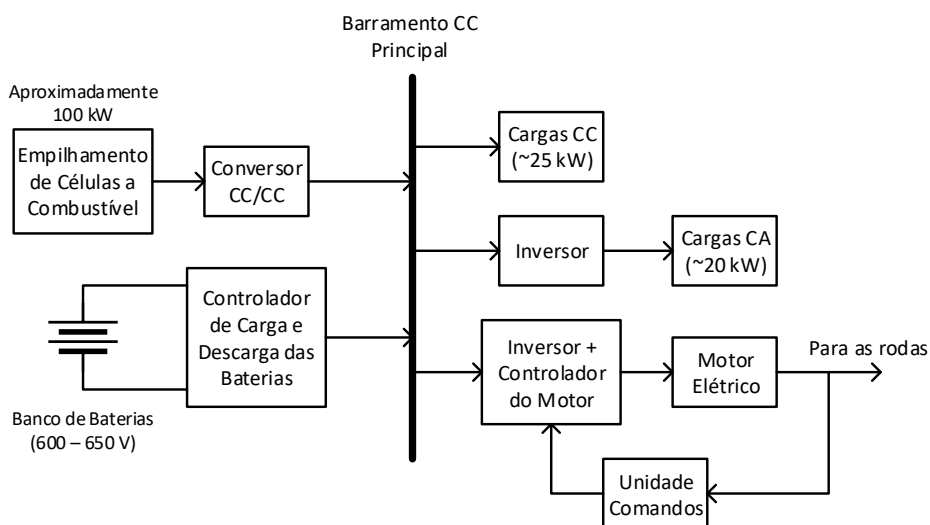 Barramento CC
Principal
Aproximadamente
100 kW
Empilhamento
de Células a
Combustível
Conversor
CC/CC
Cargas CC
(~25 kW)
Inversor
Cargas CA
(~20 kW)
Controlador
de Carga e
Descarga das
Baterias
Banco de Baterias
(600 – 650 V)
Inversor +
Controlador
do Motor
Motor
Elétrico
Para as rodas
Unidade
Comandos